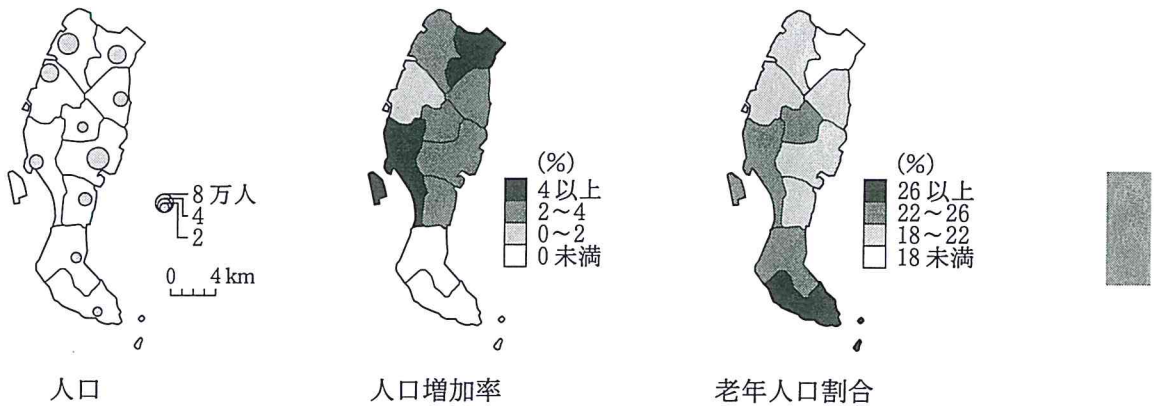 8万人
4
2
0 4km
人口
(%)
4以上
2〜4
0〜2
0未満
人口増加率
(%)
26以上
22〜26
18〜22
18未満
老年人口割合